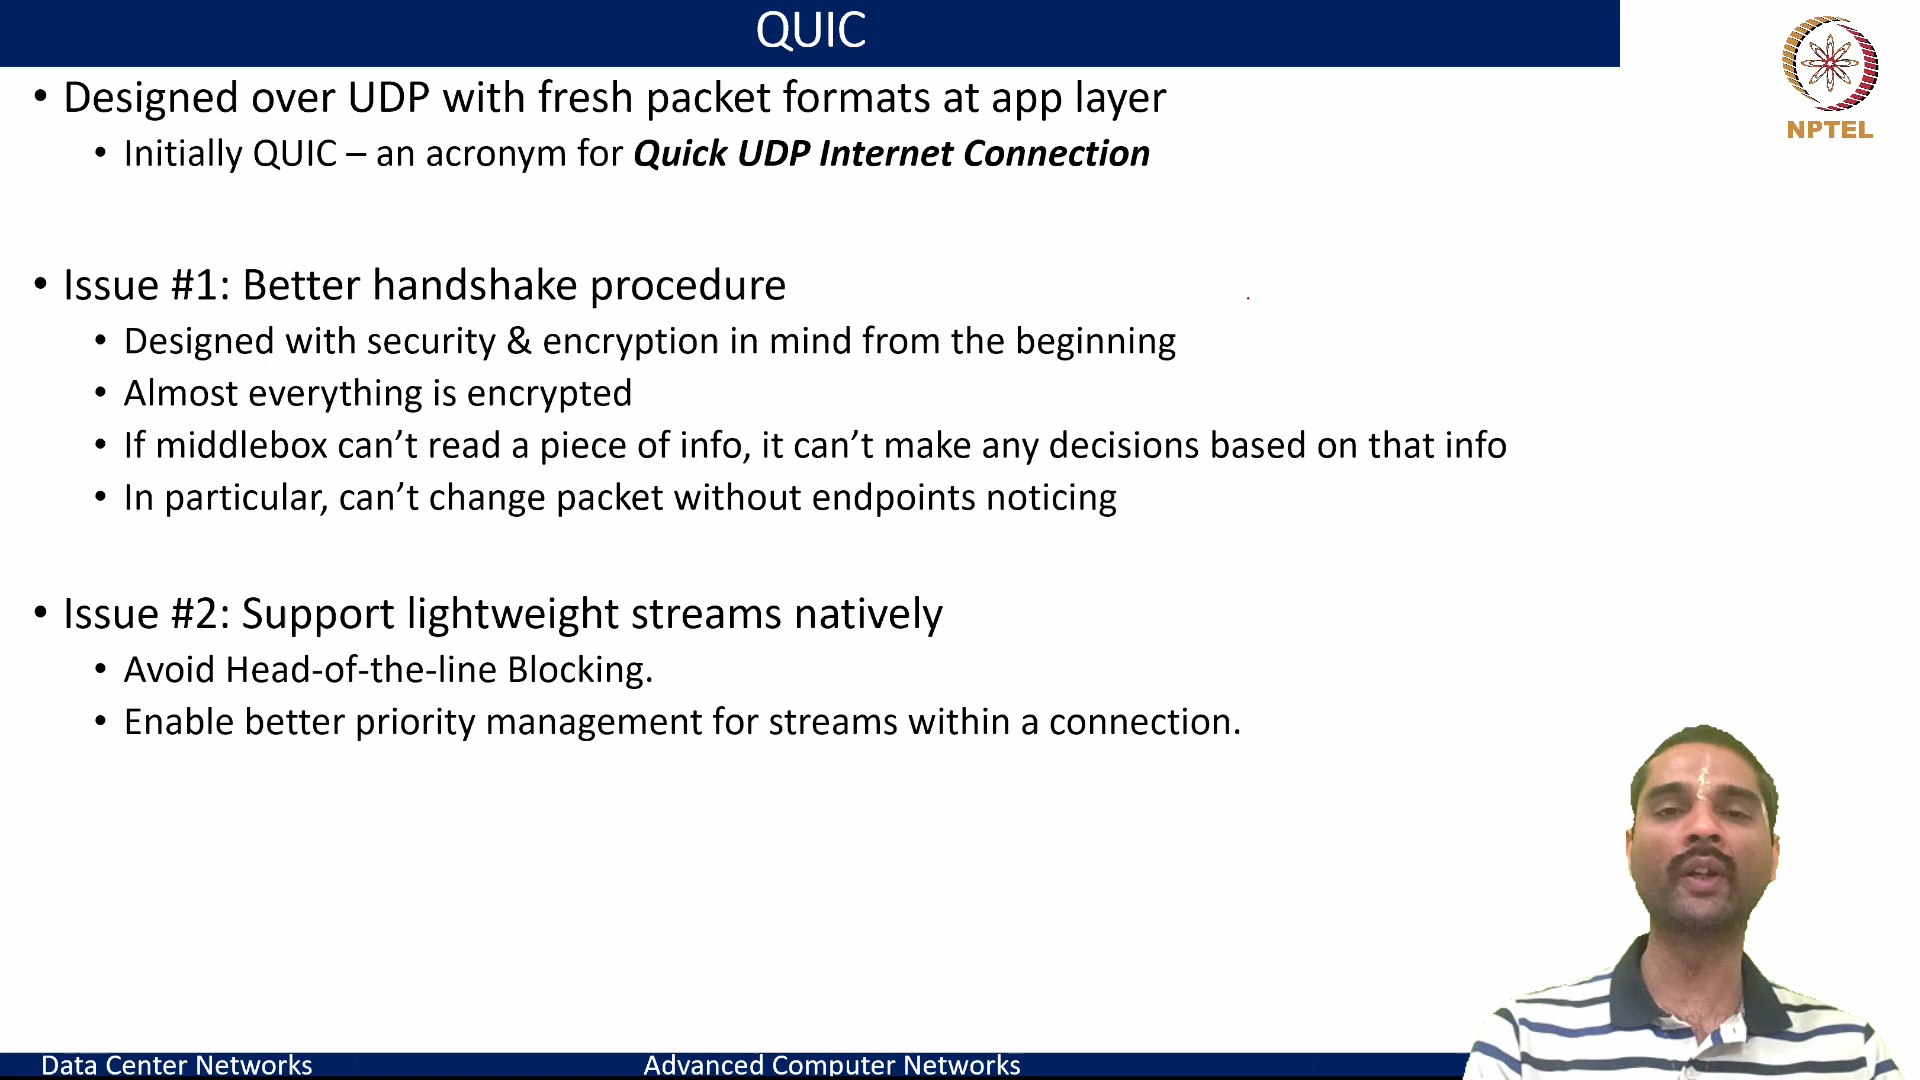 QUIC
• Designed over UDP with fresh packet formats at app layer
• Initially QUIC – an acronym for Quick UDP Internet Connection
• Issue #1: Better handshake procedure
• Designed with security & encryption in mind from the beginning
• Almost everything is encrypted
• If middlebox can’t read a piece of info, it can’t make any decisions based on that info
• In particular, can’t change packet without endpoints noticing
• Issue #2: Support lightweight streams natively
• Avoid Head-of-the-line Blocking.
• Enable better priority management for streams within a connection.
NPTEL
Data Center Networks
Advanced Computer Networks